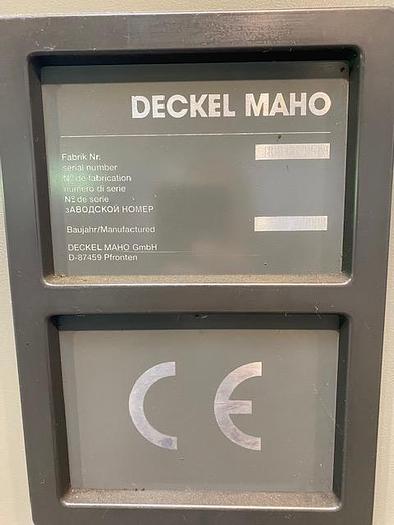 DECKEL MAHO
Fabrik Nr.
serial number
Nº de fabrication
numero di serie
Nº de serie
ЗАВОДСКОЙ НОМЕР
Baujahr/Manufactured
DECKEL MAHO GmbH
D-87459 Pfronten
CE